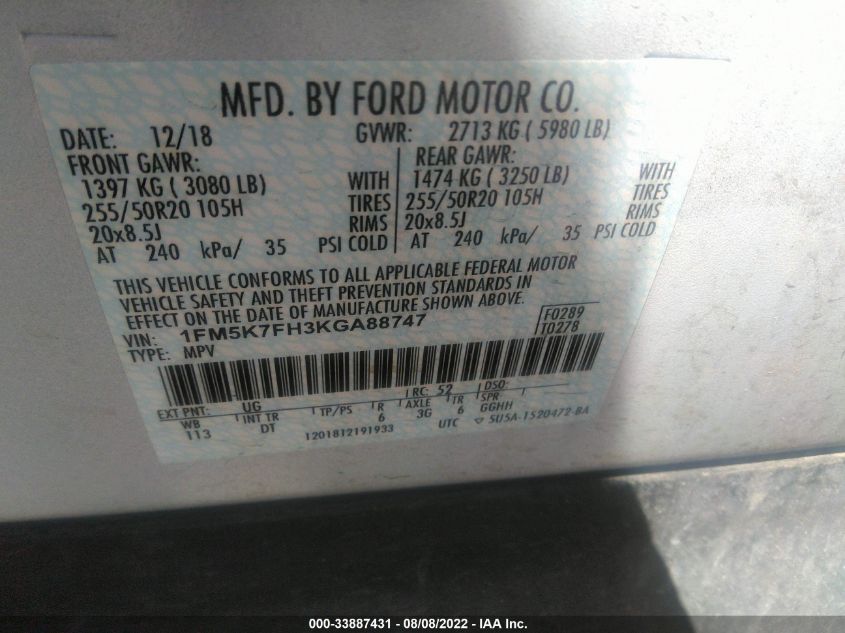 MFD. BY FORD MOTOR CO.
DATE: 12/18 GVWR: 2713 KG ( 5980 LB)
FRONT GAWR: REAR GAWR:
1397 KG ( 3080 LB) WITH 1474 KG ( 3250 LB) WITH
255/50R20 105H TIRES 255/50R20 105H TIRES
20x8.5J RIMS 20x8.5J RIMS
AT 240 kPa/ 35 PSI COLD AT 240 kPa/ 35 PSI COLD
THIS VEHICLE CONFORMS TO ALL APPLICABLE FEDERAL MOTOR
VEHICLE SAFETY AND THEFT PREVENTION STANDARDS IN
EFFECT ON THE DATE OF MANUFACTURE SHOWN ABOVE.
VIN: 1FM5K7FH3KGA88747 F0289
TYPE: MPV T0278
EXT PNT: UG RC: 52 DSO:
WB INT TR TP/PS R AXLE TR SPR
113 DT 6 3G 6 GGHH
1201812191933 UTC ▽ 5U5A-1520472-BA
000-33887431 - 08/08/2022 - IAA Inc.